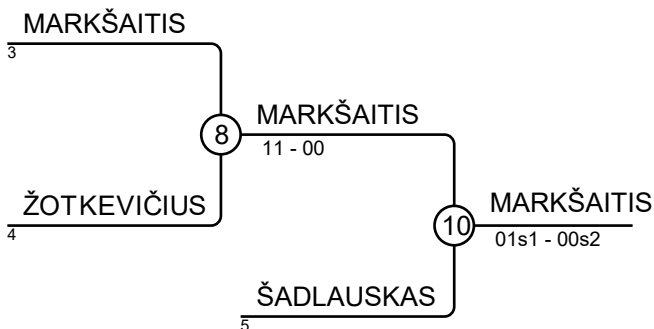 MARKŠAITIS
3
8
MARKŠAITIS
11 - 00
ŽOTKEVIČIUS
4
10
MARKŠAITIS
01s1 - 00s2
ŠADLAUSKAS
5